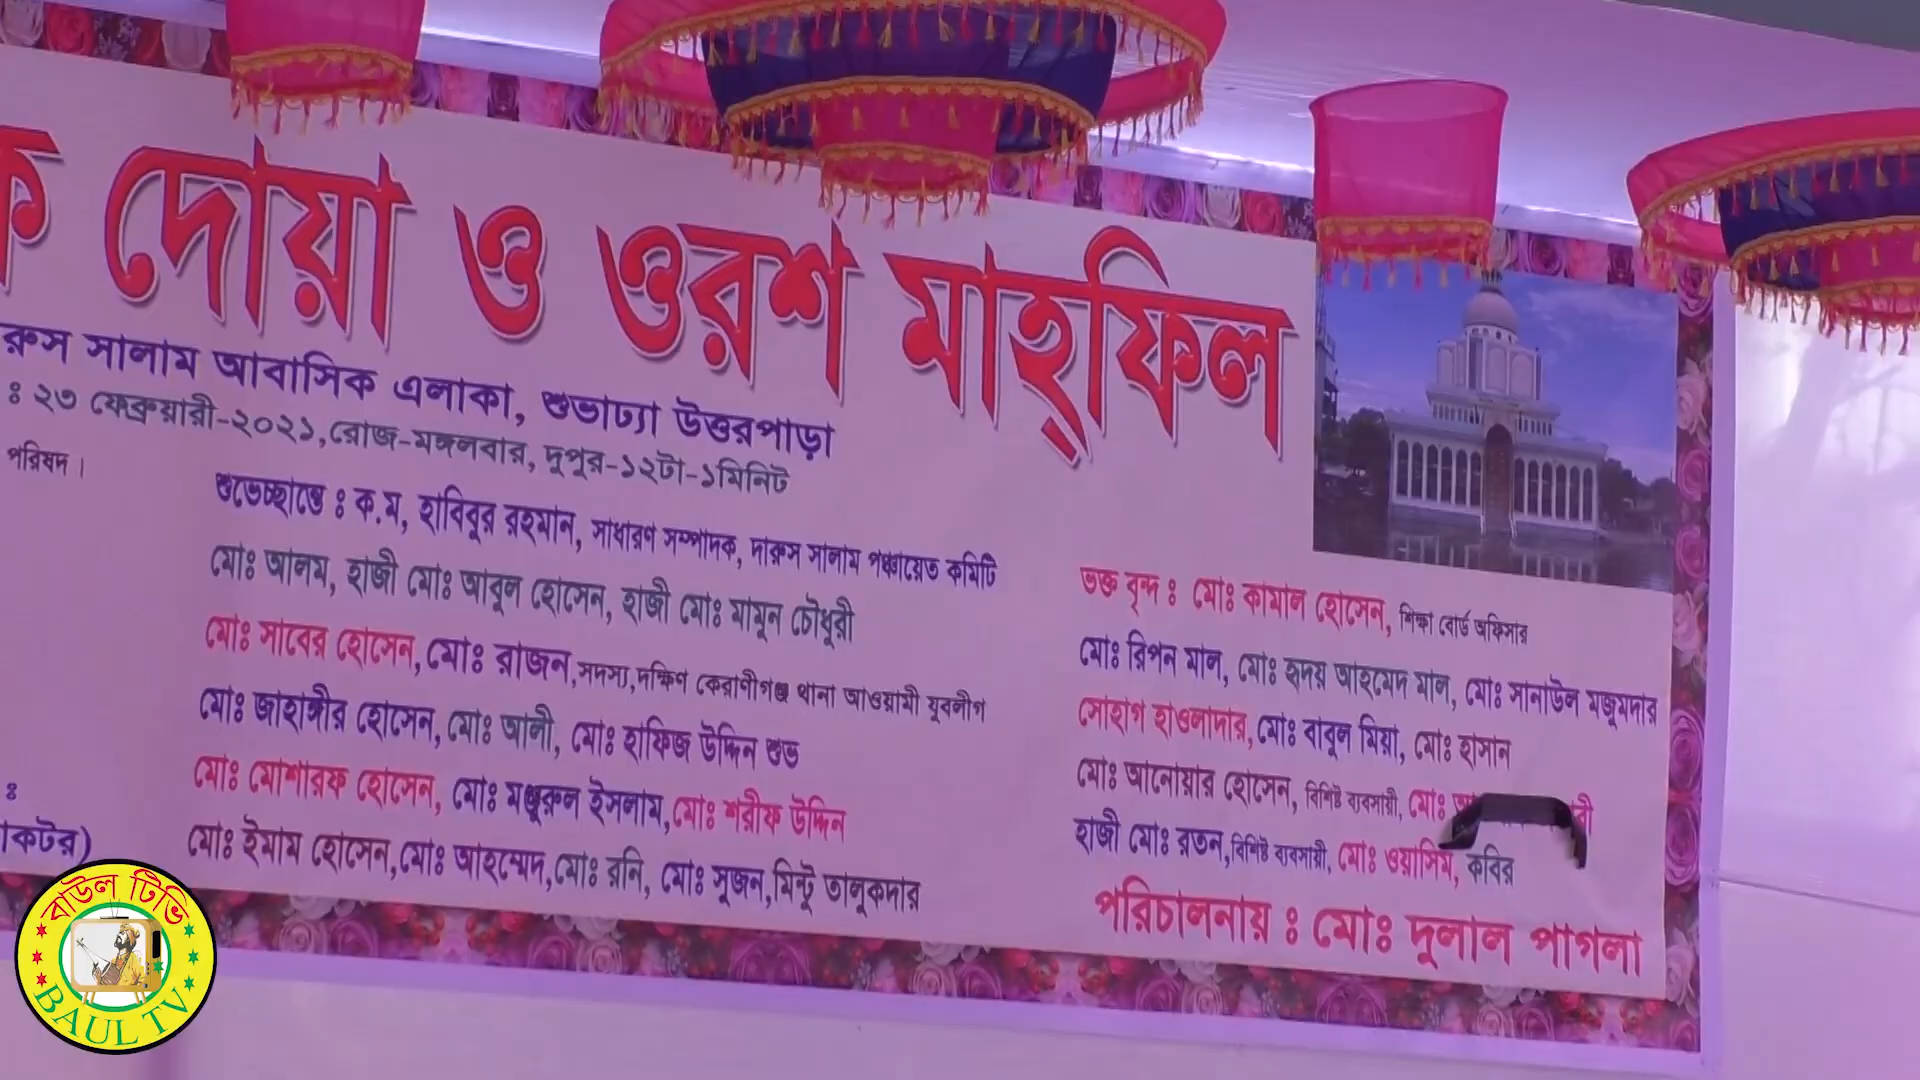 দোয়া ও ওরশ মাহ্ফিল
সালাম আবাসিক এলাকা, শুভাঢ্যা উত্তরপাড়া
ঃ ২৩ ফেব্রুয়ারী-২০২১,রোজ-মঙ্গলবার, দুপুর-১২টা-১মিনিট
পরিষদ।
শুভেচ্ছান্তে ঃ ক.ম, হাবিবুর রহমান, সাধারণ সম্পাদক, দারুস সালাম পঞ্চায়েত কমিটি
মোঃ আলম, হাজী মোঃ আবুল হোসেন, হাজী মোঃ মামুন চৌধুরী
মোঃ সাবের হোসেন,মোঃ রাজন,সদস্য,দক্ষিণ কেরাণীগঞ্জ থানা আওয়ামী যুবলীগ
মোঃ জাহাঙ্গীর হোসেন,মোঃ আলী, মোঃ হাফিজ উদ্দিন শুভ
মোঃ মোশারফ হোসেন, মোঃ মঞ্জুরুল ইসলাম,মোঃ শরীফ উদ্দিন
মোঃ ইমাম হোসেন,মোঃ আহম্মেদ,মোঃ রনি, মোঃ সুজন,মিন্টু তালুকদার
ভক্ত বৃন্দ ঃ মোঃ কামাল হোসেন, শিক্ষা বোর্ড অফিসার
মোঃ রিপন মাল, মোঃ হৃদয় আহমেদ মাল, মোঃ সানাউল মজুমদার
সোহাগ হাওলাদার,মোঃ বাবুল মিয়া, মোঃ হাসান
মোঃ আনোয়ার হোসেন, বিশিষ্ট ব্যবসায়ী, মোঃ
হাজী মোঃ রতন,বিশিষ্ট ব্যবসায়ী, মোঃ ওয়াসিম, কবির
পরিচালনায় ঃ মোঃ দুলাল পাগলা
বাউল টিভি
BAUL TV